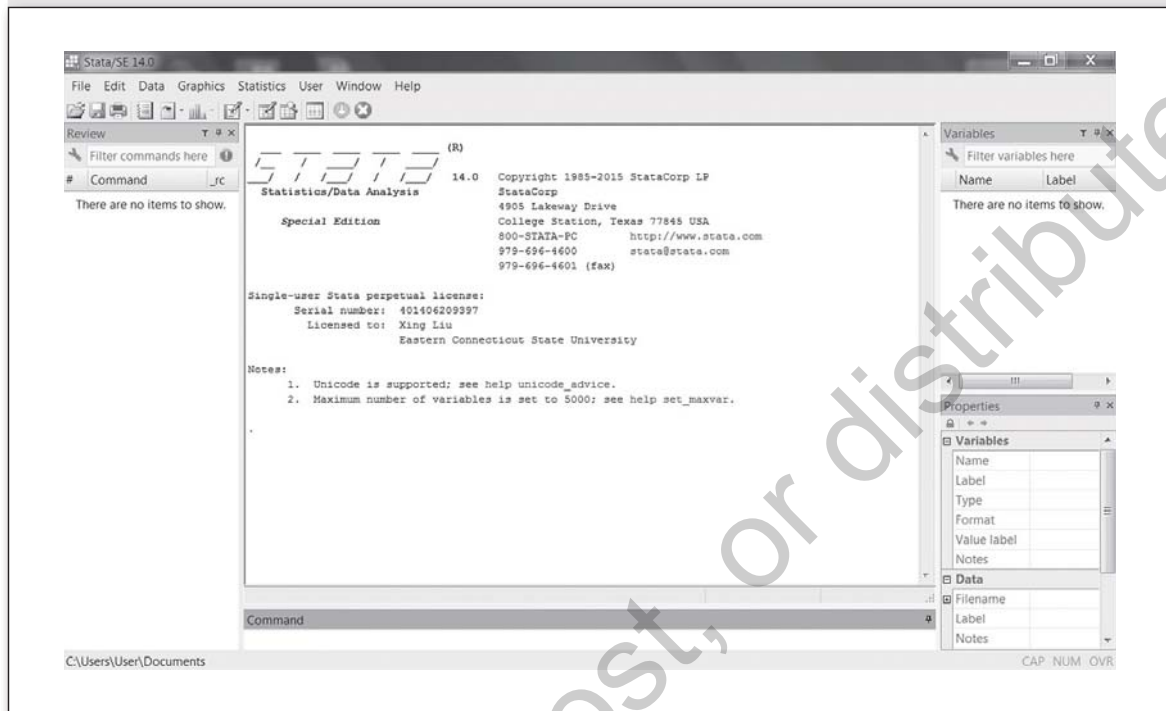 Stata/SE 14.0
File Edit Data Graphics Statistics User Window Help
Review
Filter commands here
# Command _rc
There are no items to show.
(R)
STATA 14.0 Copyright 1985-2015 StataCorp LP
Statistics/Data Analysis StataCorp
4905 Lakeway Drive
Special Edition College Station, Texas 77845 USA
800-STATA-PC http://www.stata.com
979-696-4600 stata@stata.com
979-696-4601 (fax)
Single-user Stata perpetual license:
Serial number: 401406209397
Licensed to: Xing Liu
Eastern Connecticut State University
Notes:
1. Unicode is supported; see help unicode_advice.
2. Maximum number of variables is set to 5000; see help set_maxvar.
.
Command
Variables
Filter variables here
Name Label
There are no items to show.
Properties
Variables
Name
Label
Type
Format
Value label
Notes
Data
Filename
Label
Notes
C:\Users\User\Documents
CAP NUM OVR
ost, or distribute